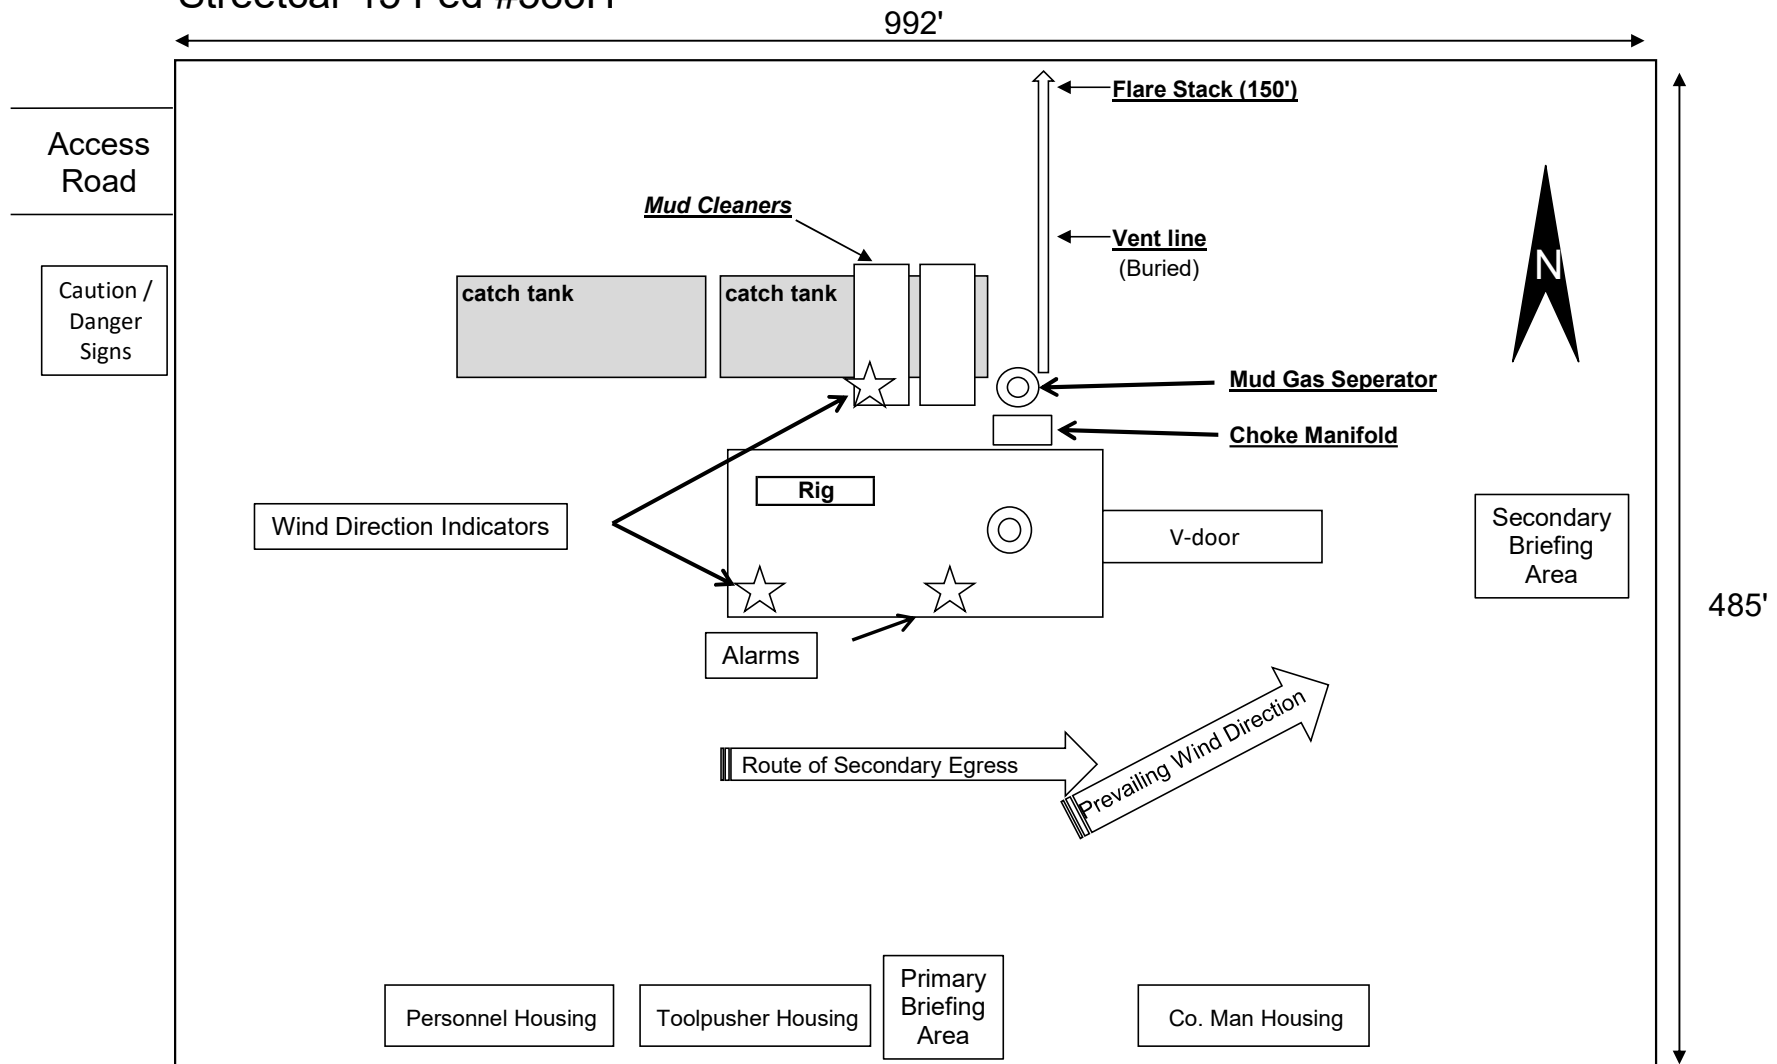 Streetcar Fed
992'
Flare Stack (150')
Access
Road
Mud Cleaners
Vent line
(Buried)
N
Caution /
Danger
Signs
catch tank
catch tank
Mud Gas Seperator
Choke Manifold
Rig
Wind Direction Indicators
V-door
Secondary
Briefing
Area
485'
Alarms
Prevailing Wind Direction
Route of Secondary Egress
Personnel Housing
Toolpusher Housing
Primary
Briefing
Area
Co. Man Housing